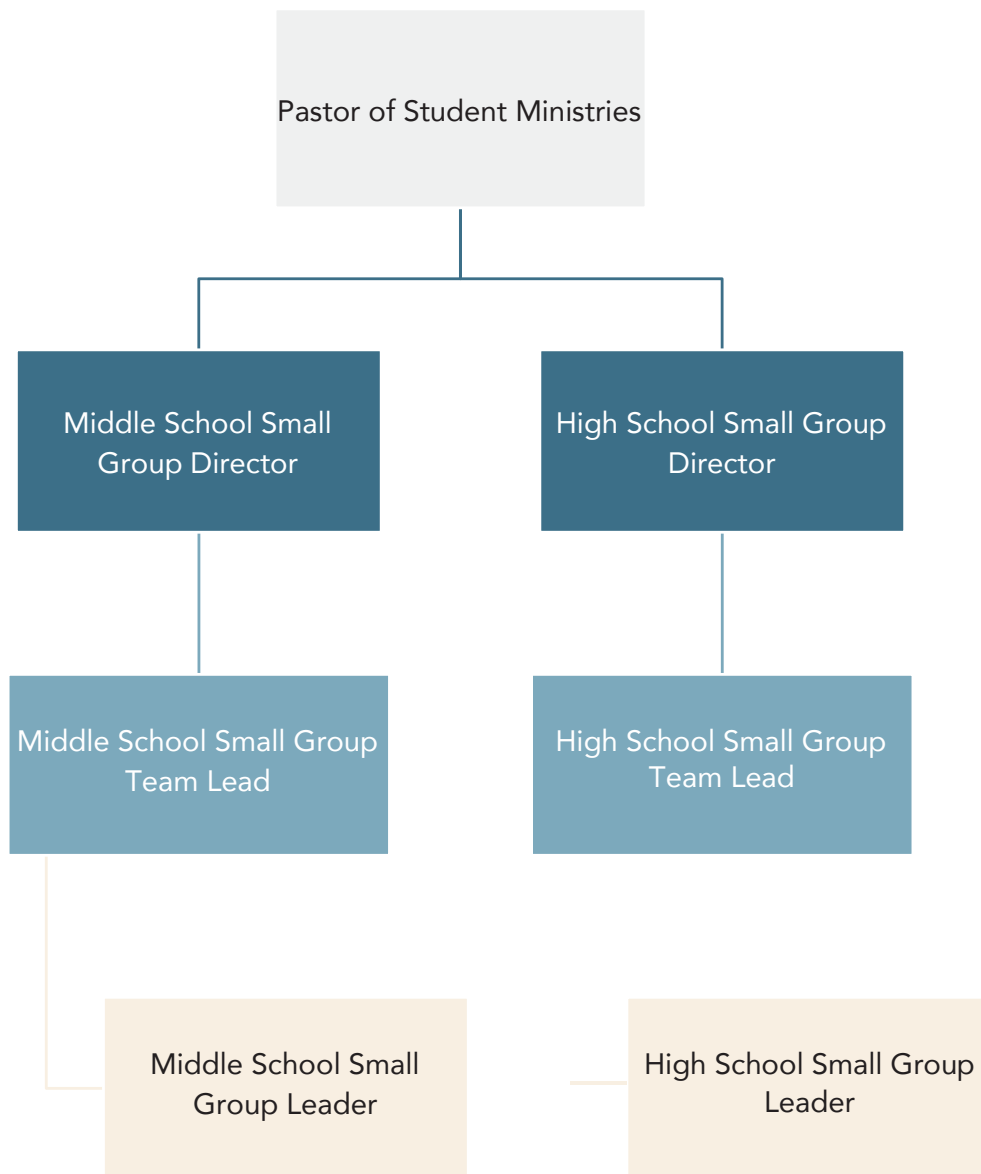 Pastor of Student Ministries
Middle School Small
Group Director
High School Small Group
Director
Middle School Small Group
Team Lead
High School Small Group
Team Lead
Middle School Small
Group Leader
High School Small Group
Leader